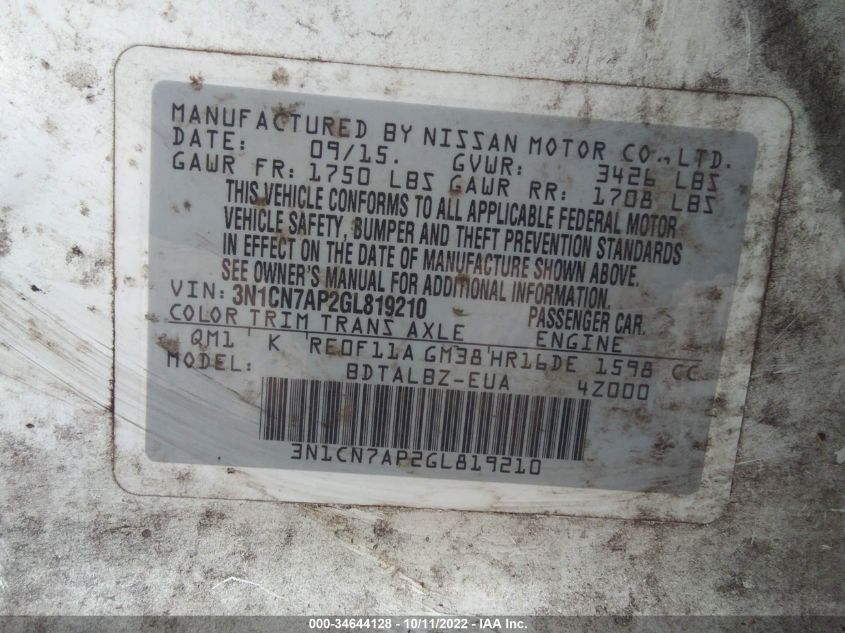 MANUFACTURED BY NISSAN MOTOR CO., LTD.
DATE: 09/15. GVWR: 3426 LBS
GAWR FR: 1750 LBS GAWR RR: 1708 LBS
THIS VEHICLE CONFORMS TO ALL APPLICABLE FEDERAL MOTOR
VEHICLE SAFETY, BUMPER AND THEFT PREVENTION STANDARDS
IN EFFECT ON THE DATE OF MANUFACTURE SHOWN ABOVE.
SEE OWNER'S MANUAL FOR ADDITIONAL INFORMATION.
VIN: 3N1CN7AP2GL819210 PASSENGER CAR.
COLOR TRIM TRANS AXLE ENGINE
QM1 ' K 'RE0F11A GM38'HR16DE 1598 CC
MODEL: BDTALBZ-EUA 4Z000
3N1CN7AP2GL819210
000-34644128 - 10/11/2022 - IAA Inc.